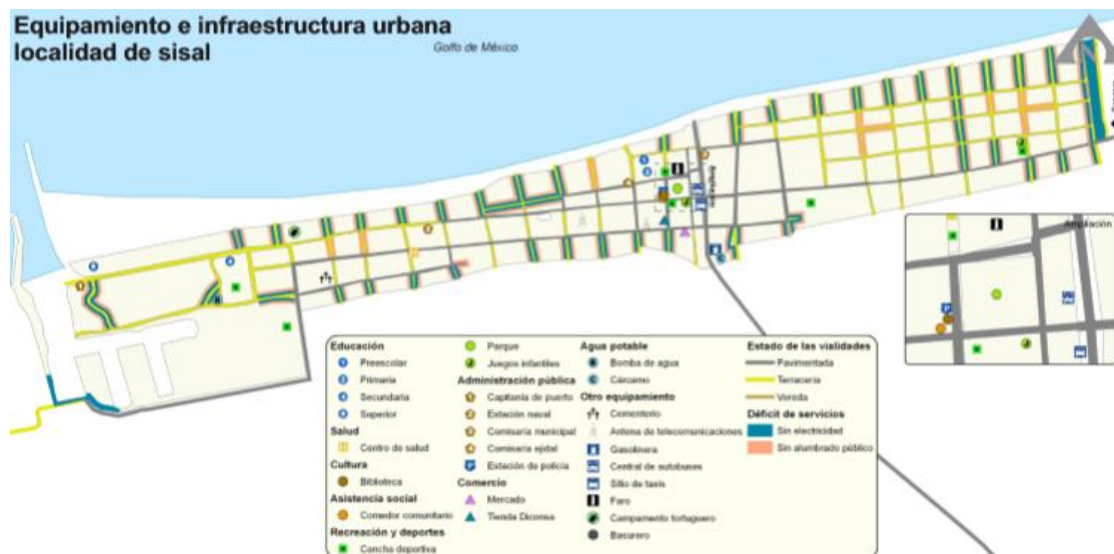 Equipamiento e infraestructura urbana
localidad de sisal
Golfo de México
Ampliación
Educación
Preescolar
Primaria
Secundaria
Superior
Salud
Centro de salud
Cultura
Biblioteca
Asistencia social
Comedor comunitario
Recreación y deportes
Cancha deportiva
Parque
Juegos infantiles
Administración pública
Capitanía de puerto
Estación naval
Comisaría municipal
Comisaría ejidal
Estación de policía
Comercio
Mercado
Tienda Diconsa
Agua potable
Bomba de agua
Cárcamo
Otro equipamiento
Cementerio
Antena de telecomunicaciones
Gasolinera
Central de autobuses
Sitio de taxis
Faro
Campamento tortuguero
Basurero
Estado de las vialidades
Pavimentada
Terracería
Vereda
Déficit de servicios
Sin electricidad
Sin alumbrado público